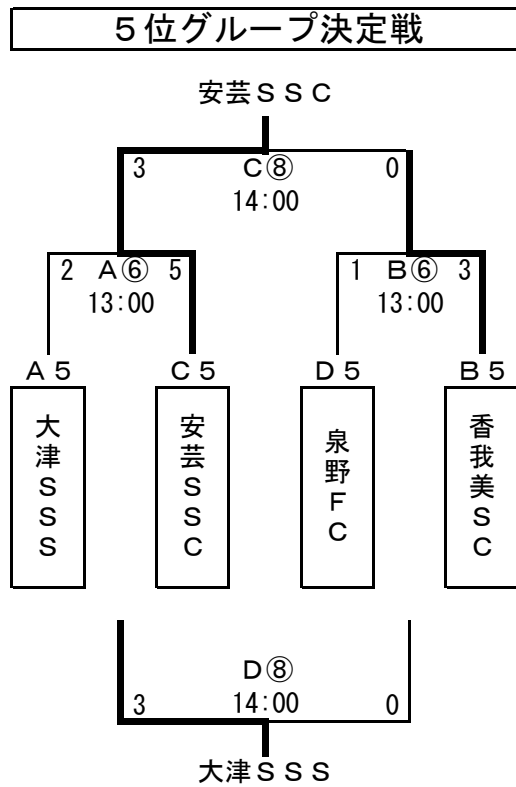 ５位グループ決定戦
安芸ＳＳＣ
3 Ｃ⑧ 0
14:00
2 Ａ⑥ 5 1 Ｂ⑥ 3
13:00 13:00
Ａ５ Ｃ５ Ｄ５ Ｂ５
大津ＳＳＳ
安芸ＳＳＣ
泉野ＦＣ
香我美ＳＣ
Ｄ⑧
3 14:00 0
大津ＳＳＳ